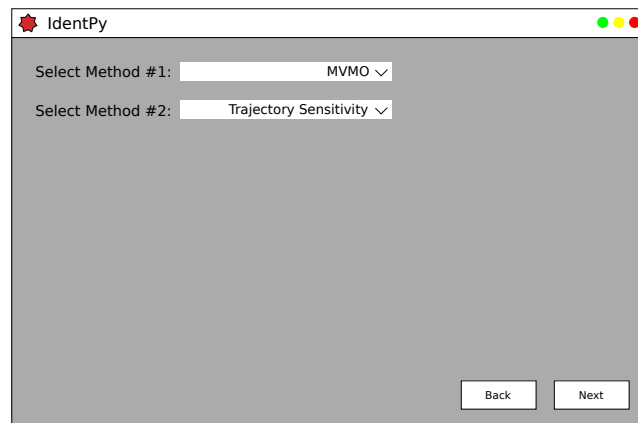 IdentPy
Select Method #1: MVMO
Select Method #2: Trajectory Sensitivity
Back Next